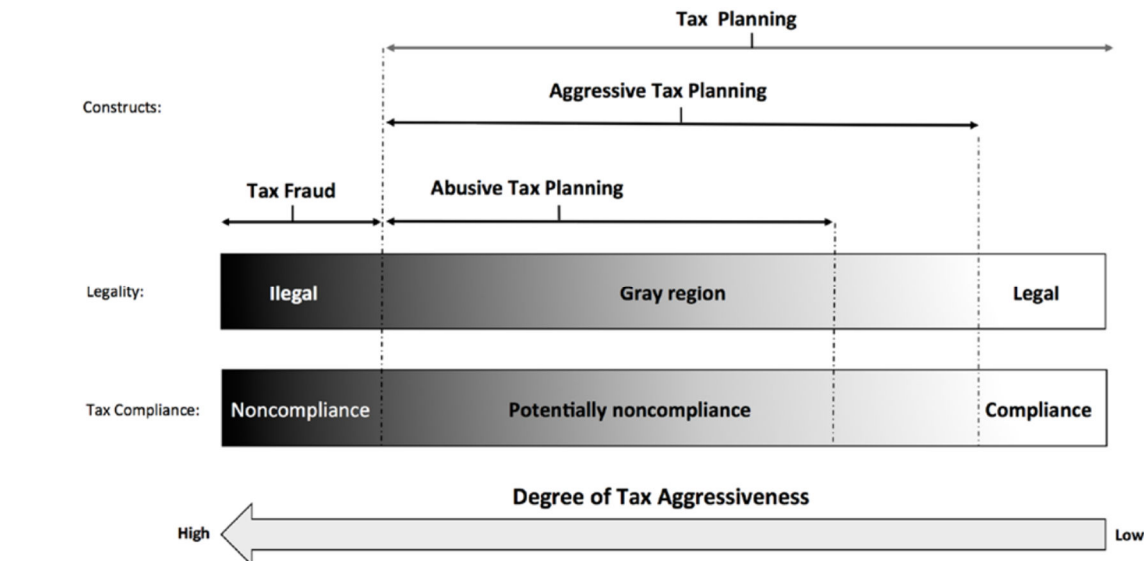 Tax Planning
Constructs:
Aggressive Tax Planning
Tax Fraud
Abusive Tax Planning
Legality:
Ilegal
Gray region
Legal
Tax Compliance:
Noncompliance
Potentially noncompliance
Compliance
Degree of Tax Aggressiveness
High
Low